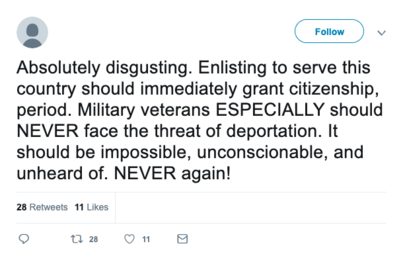 Follow
Absolutely disgusting. Enlisting to serve this
country should immediately grant citizenship,
period. Military veterans ESPECIALLY should
NEVER face the threat of deportation. It
should be impossible, unconscionable, and
unheard of. NEVER again!
28 Retweets 11 Likes
28 11